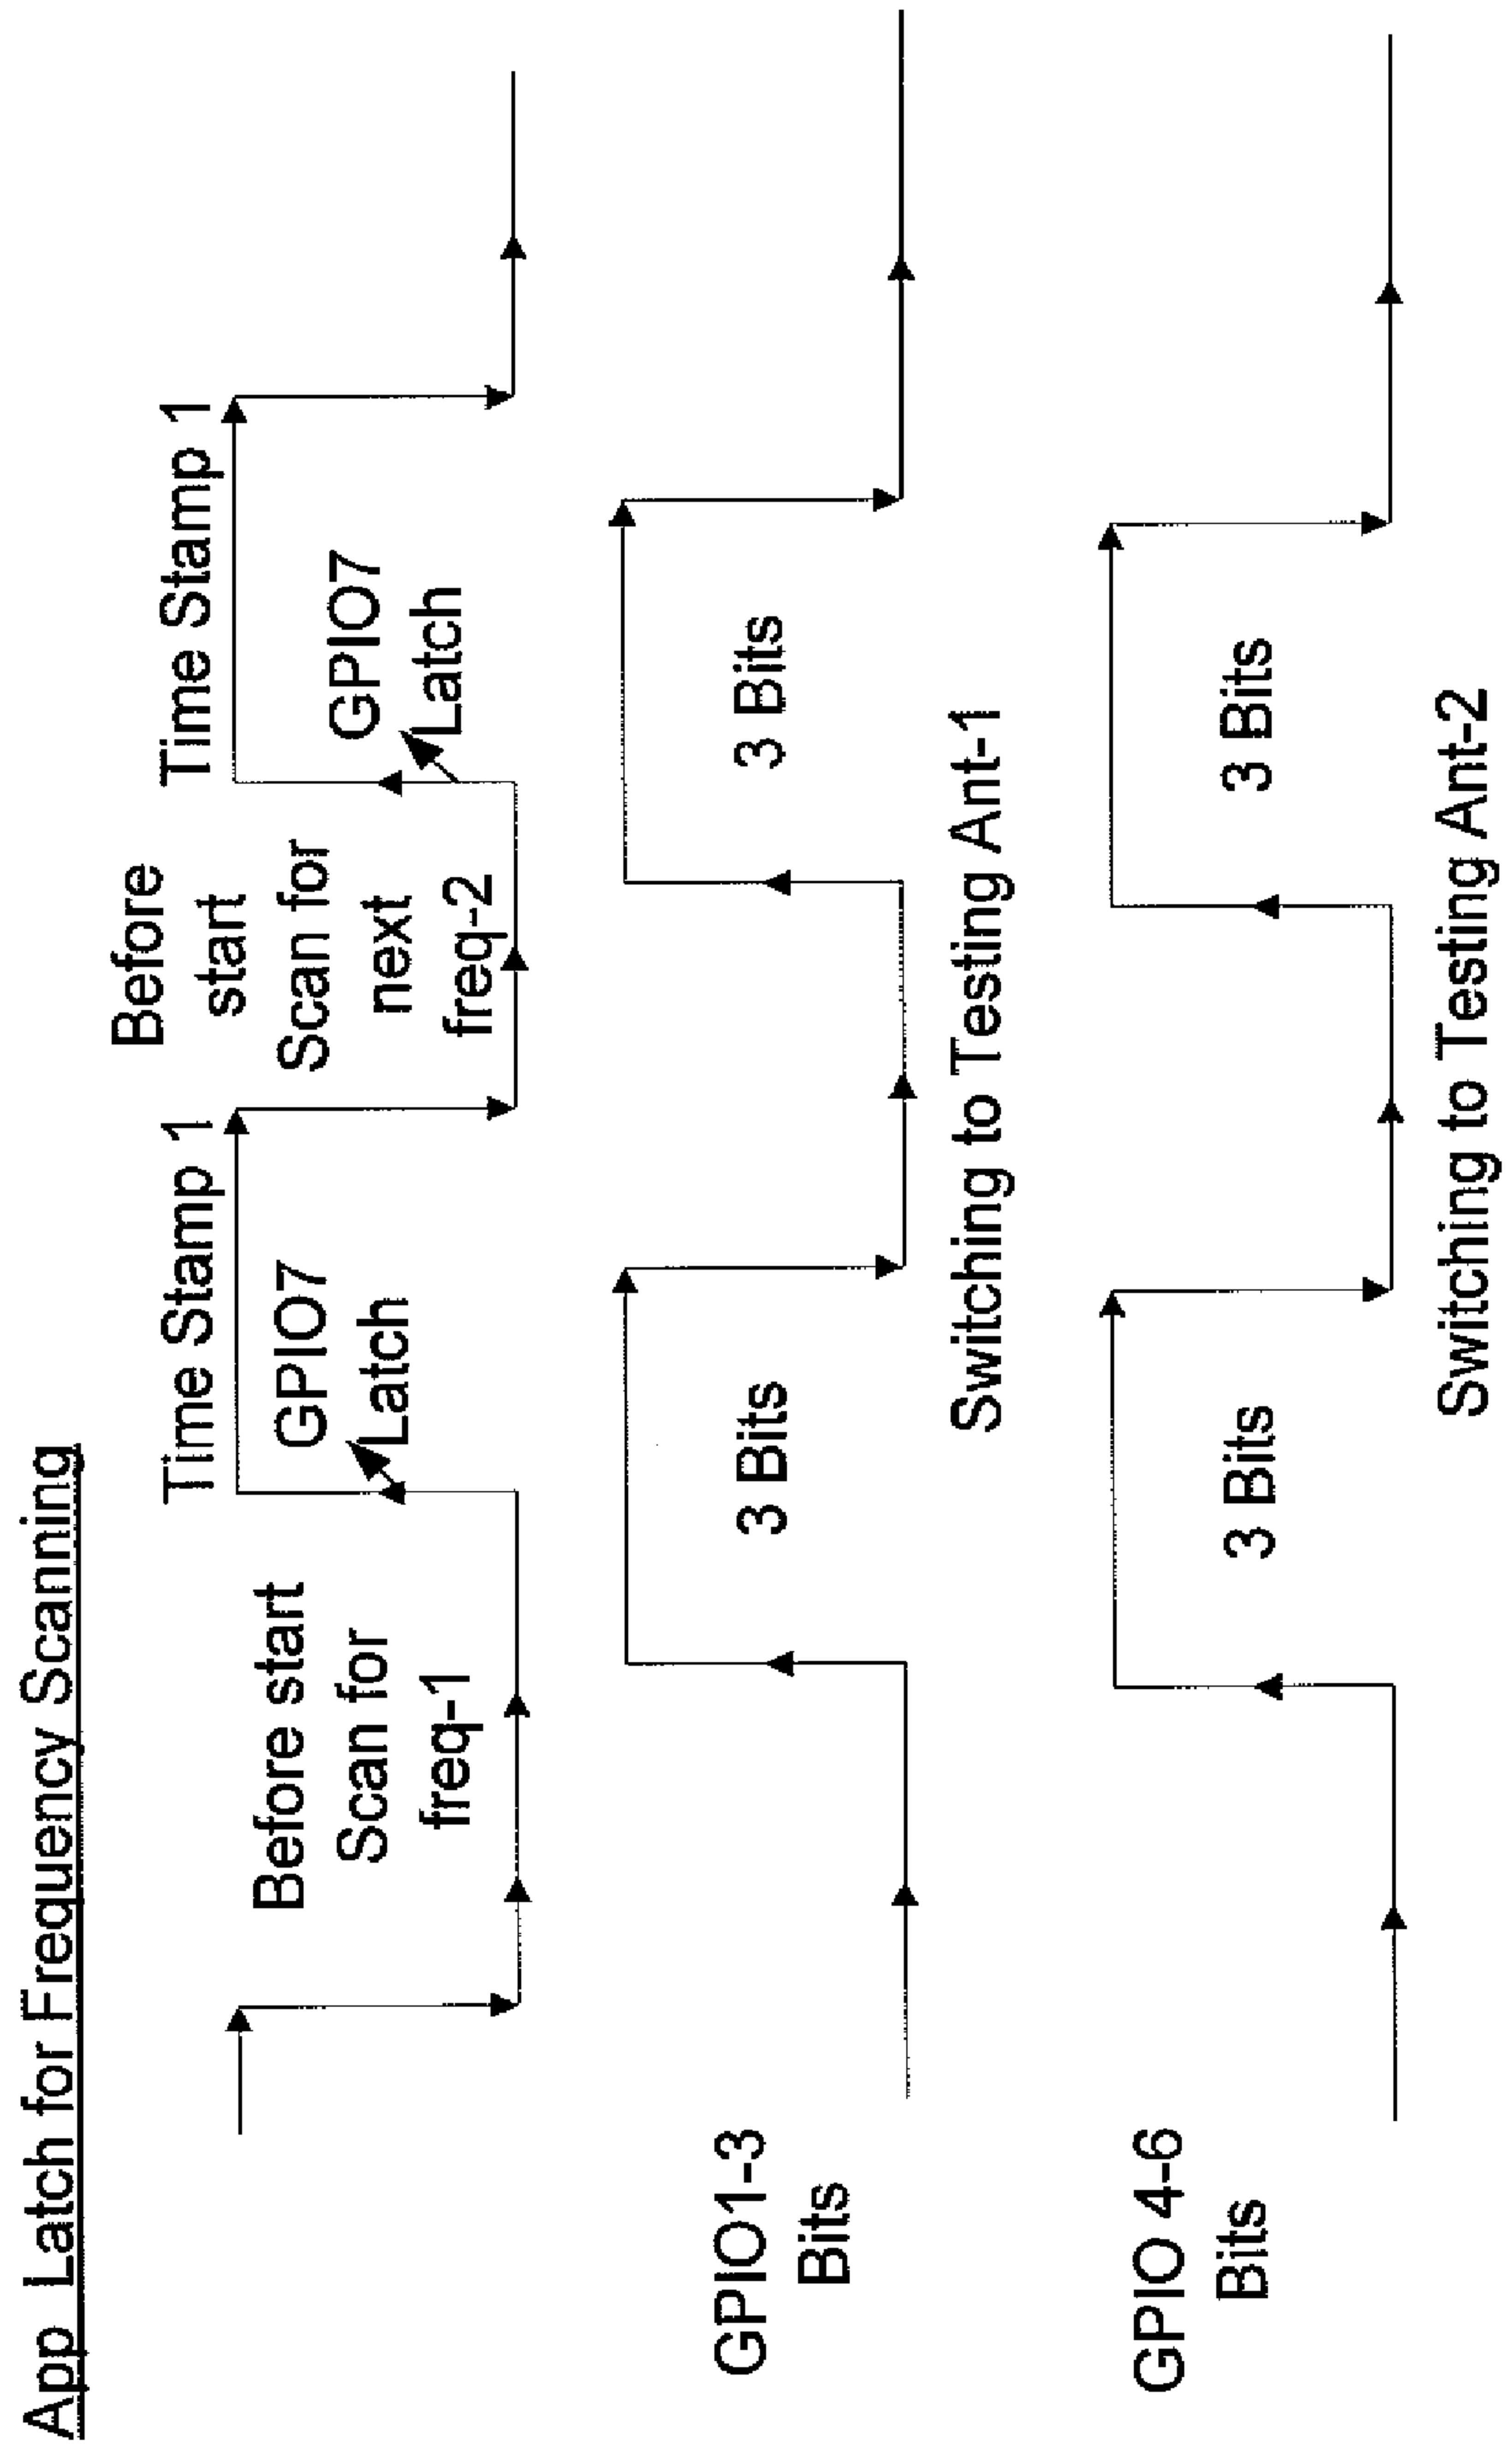 App Latch for Frequency Scanning
Before start
Scan for
freq-1
Time Stamp 1
GPIO7
Latch
Before
start
Scan for
next
freq-2
Time Stamp 1
GPIO7
Latch
GPIO1-3
Bits
3 Bits
3 Bits
Switching to Testing Ant-1
GPIO 4-6
Bits
3 Bits
3 Bits
Switching to Testing Ant-2